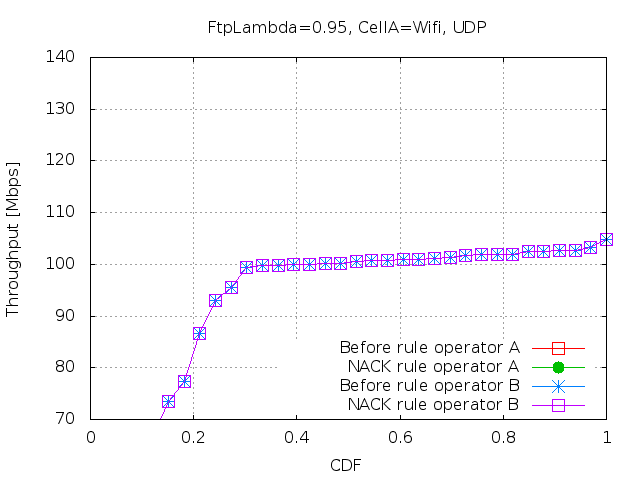 FtpLambda=0.95, CellA=Wifi, UDP
140
130
120
110
100
90
80
70
Throughput [Mbps]
Before rule operator A
NACK rule operator A
Before rule operator B
NACK rule operator B
0
0.2
0.4
0.6
0.8
1
CDF